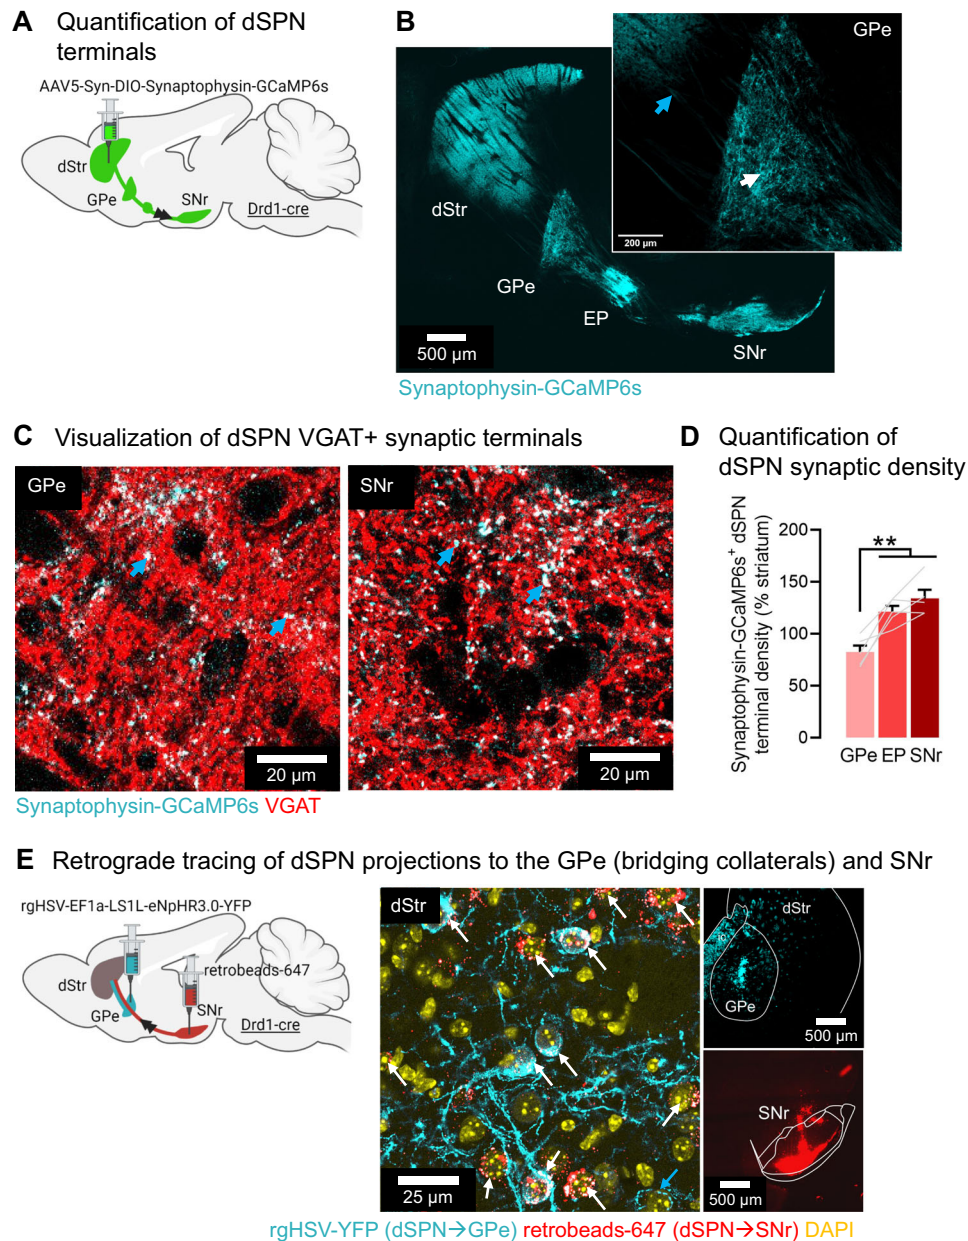 A Quantification of dSPN
terminals
AAV5-Syn-DIO-Synaptophysin-GCaMP6s
dStr
GPe
SNr
Drd1-cre
B
GPe
200 µm
dStr
GPe
EP
SNr
500 µm
Synaptophysin-GCaMP6s
C Visualization of dSPN VGAT+ synaptic terminals
GPe
20 µm
SNr
20 µm
Synaptophysin-GCaMP6s VGAT
D Quantification of
dSPN synaptic density
Synaptophysin-GCaMP6s⁺ dSPN
terminal density (% striatum)
200
150
100
50
0
**
GPe EP SNr
E Retrograde tracing of dSPN projections to the GPe (bridging collaterals) and SNr
rgHSV-EF1a-LS1L-eNpHR3.0-YFP
retrobeads-647
dStr
GPe
SNr
Drd1-cre
dStr
25 µm
dStr
ic
GPe
500 µm
SNr
500 µm
rgHSV-YFP (dSPN→GPe) retrobeads-647 (dSPN→SNr) DAPI